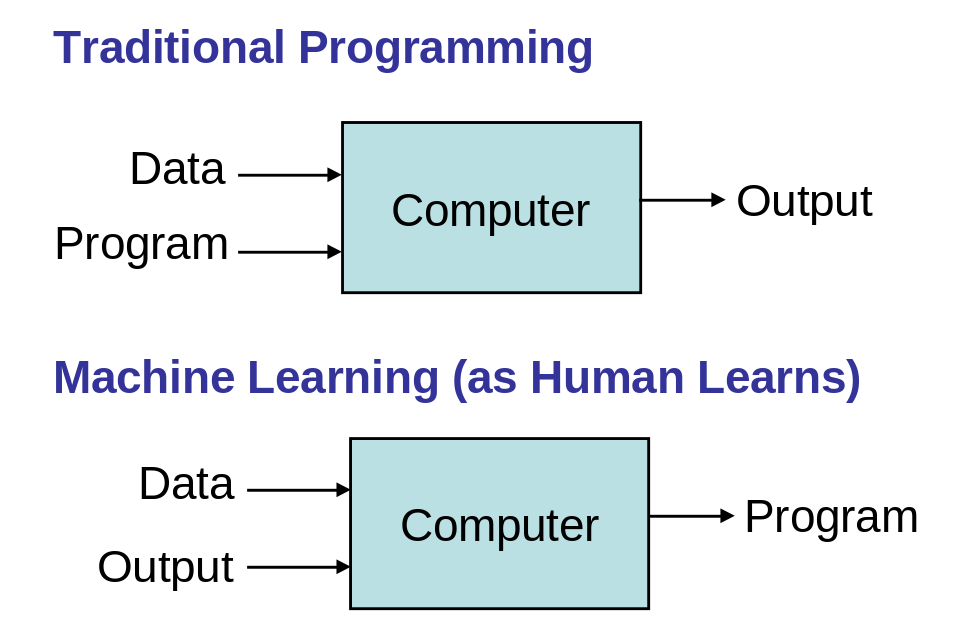 Traditional Programming
Data
Program
Computer
Output
Machine Learning (as Human Learns)
Data
Output
Computer
Program